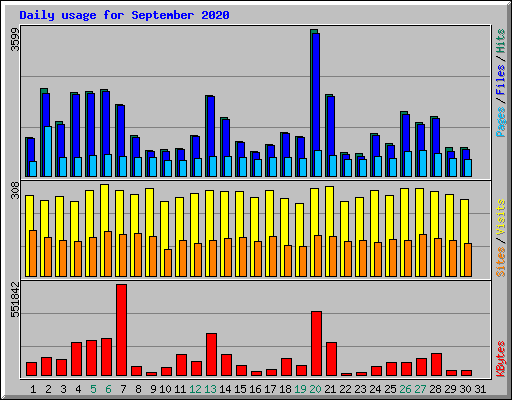 Daily usage for September 2020
3599
Pages / Files / Hits
308
Sites / Visits
551842
KBytes
1 2 3 4 5 6 7 8 9 10 11 12 13 14 15 16 17 18 19 20 21 22 23 24 25 26 27 28 29 30 31